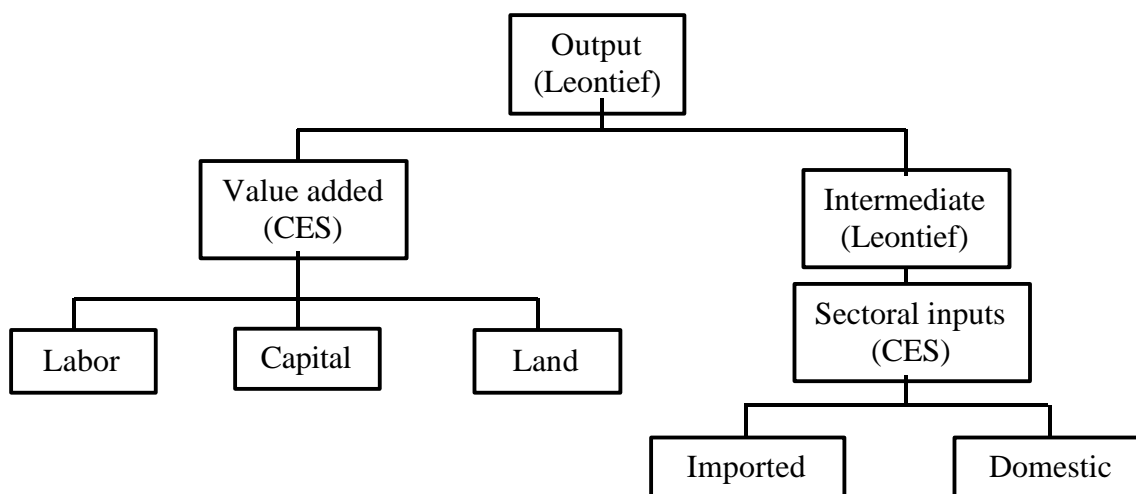 Output
(Leontief)
Value added
(CES)
Intermediate
(Leontief)
Labor
Capital
Land
Sectoral inputs
(CES)
Imported
Domestic